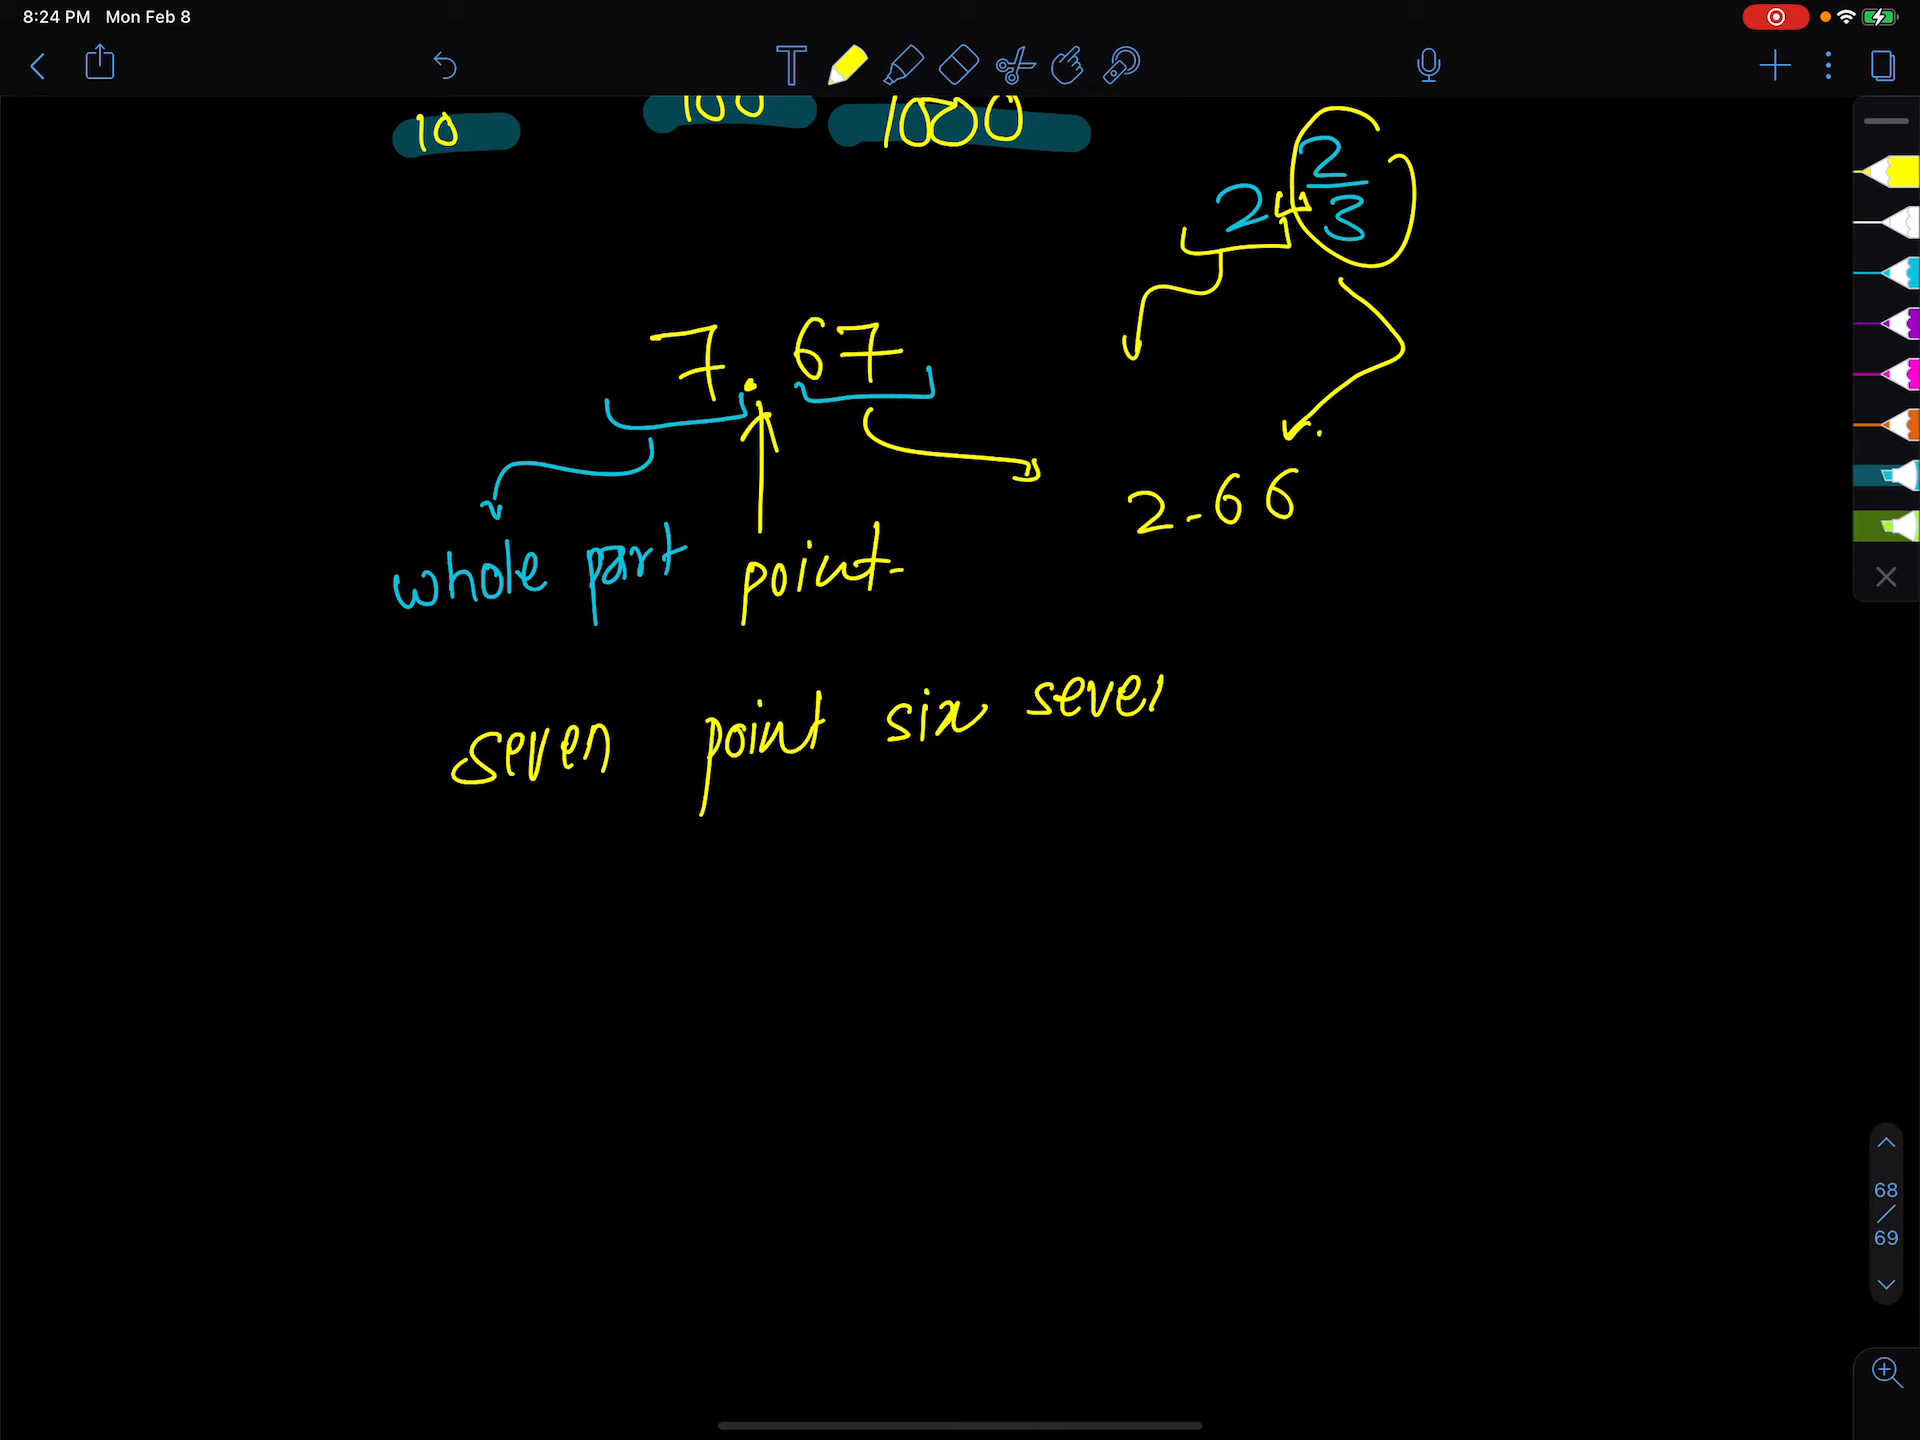 8:24 PM Mon Feb 8
10 100 1000
2 2/3
7.67
2.66
whole part point
seven point six seve
68
/
69